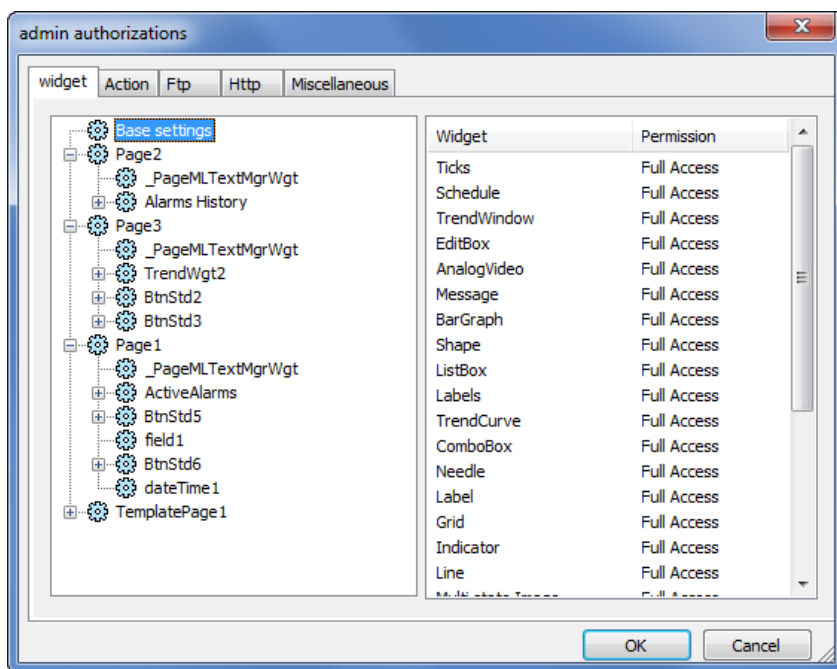 admin authorizations
widget Action Ftp Http Miscellaneous
Base settings
Page2
_PageMLTextMgrWgt
Alarms History
Page3
_PageMLTextMgrWgt
TrendWgt2
BtnStd2
BtnStd3
Page1
_PageMLTextMgrWgt
ActiveAlarms
BtnStd5
field1
BtnStd6
dateTime1
TemplatePage1
Widget Permission
Ticks Full Access
Schedule Full Access
TrendWindow Full Access
EditBox Full Access
AnalogVideo Full Access
Message Full Access
BarGraph Full Access
Shape Full Access
ListBox Full Access
Labels Full Access
TrendCurve Full Access
ComboBox Full Access
Needle Full Access
Label Full Access
Grid Full Access
Indicator Full Access
Line Full Access
OK Cancel